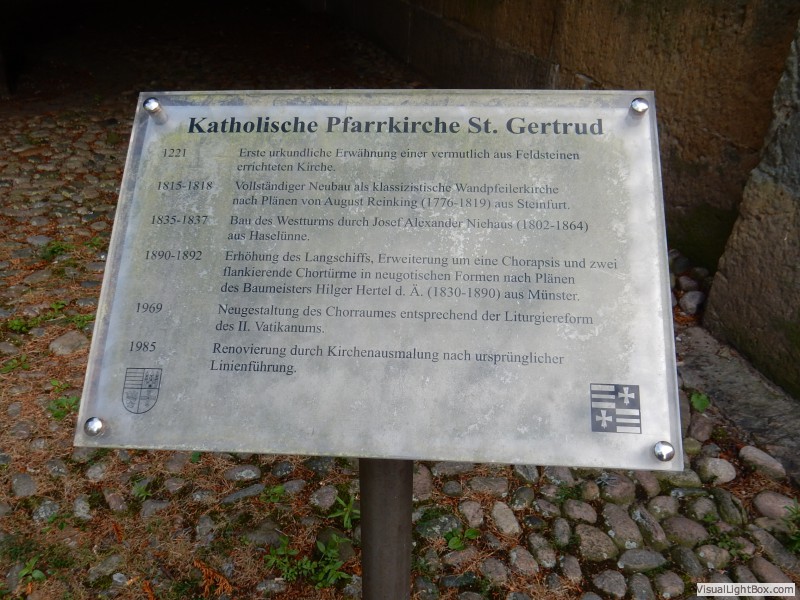 Katholische Pfarrkirche St. Gertrud
1221 Erste urkundliche Erwähnung einer vermutlich aus Feldsteinen
errichteten Kirche.
1815-1818 Vollständiger Neubau als klassizistische Wandpfeilerkirche
nach Plänen von August Reinking (1776-1819) aus Steinfurt.
1835-1837 Bau des Westturms durch Josef Alexander Niehaus (1802-1864)
aus Haselünne.
1890-1892 Erhöhung des Langschiffs, Erweiterung um eine Chorapsis und zwei
flankierende Chortürme in neugotischen Formen nach Plänen
des Baumeisters Hilger Hertel d. Ä. (1830-1890) aus Münster.
1969 Neugestaltung des Chorraumes entsprechend der Liturgiereform
des II. Vatikanums.
1985 Renovierung durch Kirchenausmalung nach ursprünglicher
Linienführung.
VisualLightBox.com